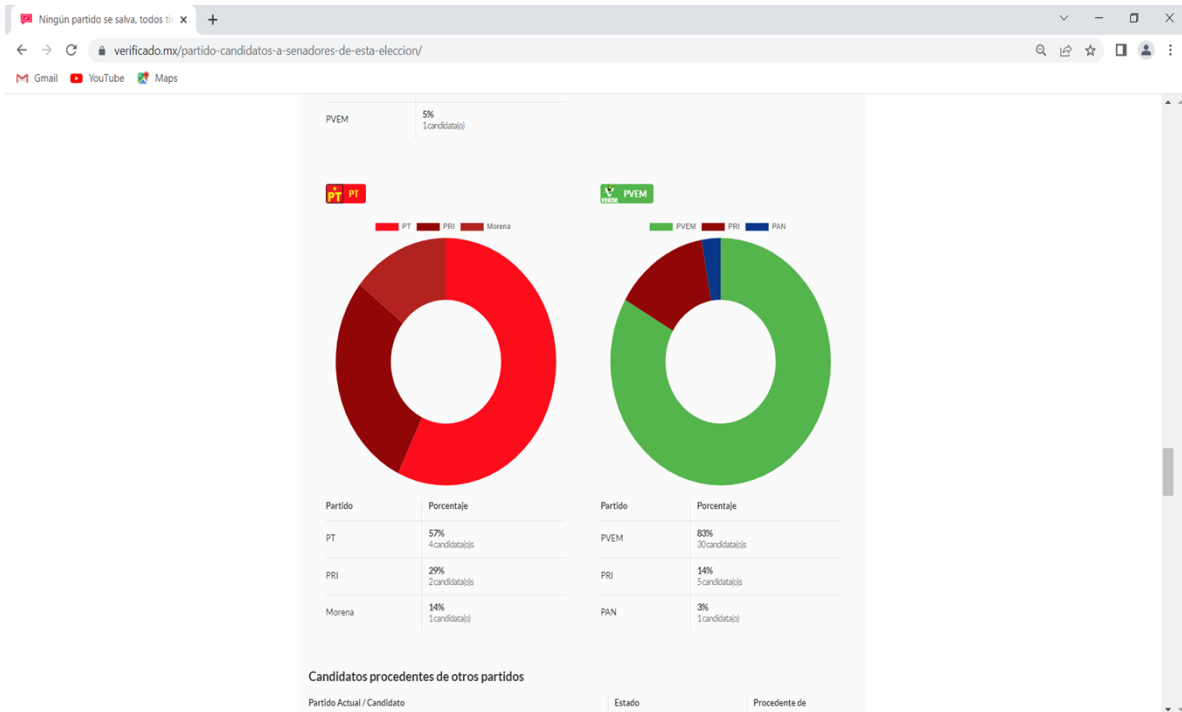 Ningún partido se salva, todos ti
verificado.mx/partido-candidatos-a-senadores-de-esta-eleccion/
Gmail YouTube Maps
PVEM 5%
1 candidata(o)
PT PT
VERDE PVEM
PT PRI Morena
PVEM PRI PAN
Partido Porcentaje
PT 57%
4 candidata(o)s
PRI 29%
2 candidata(o)s
Morena 14%
1 candidata(o)
Partido Porcentaje
PVEM 83%
30 candidata(o)s
PRI 14%
5 candidata(o)s
PAN 3%
1 candidata(o)
Candidatos procedentes de otros partidos
Partido Actual / Candidato Estado Procedente de